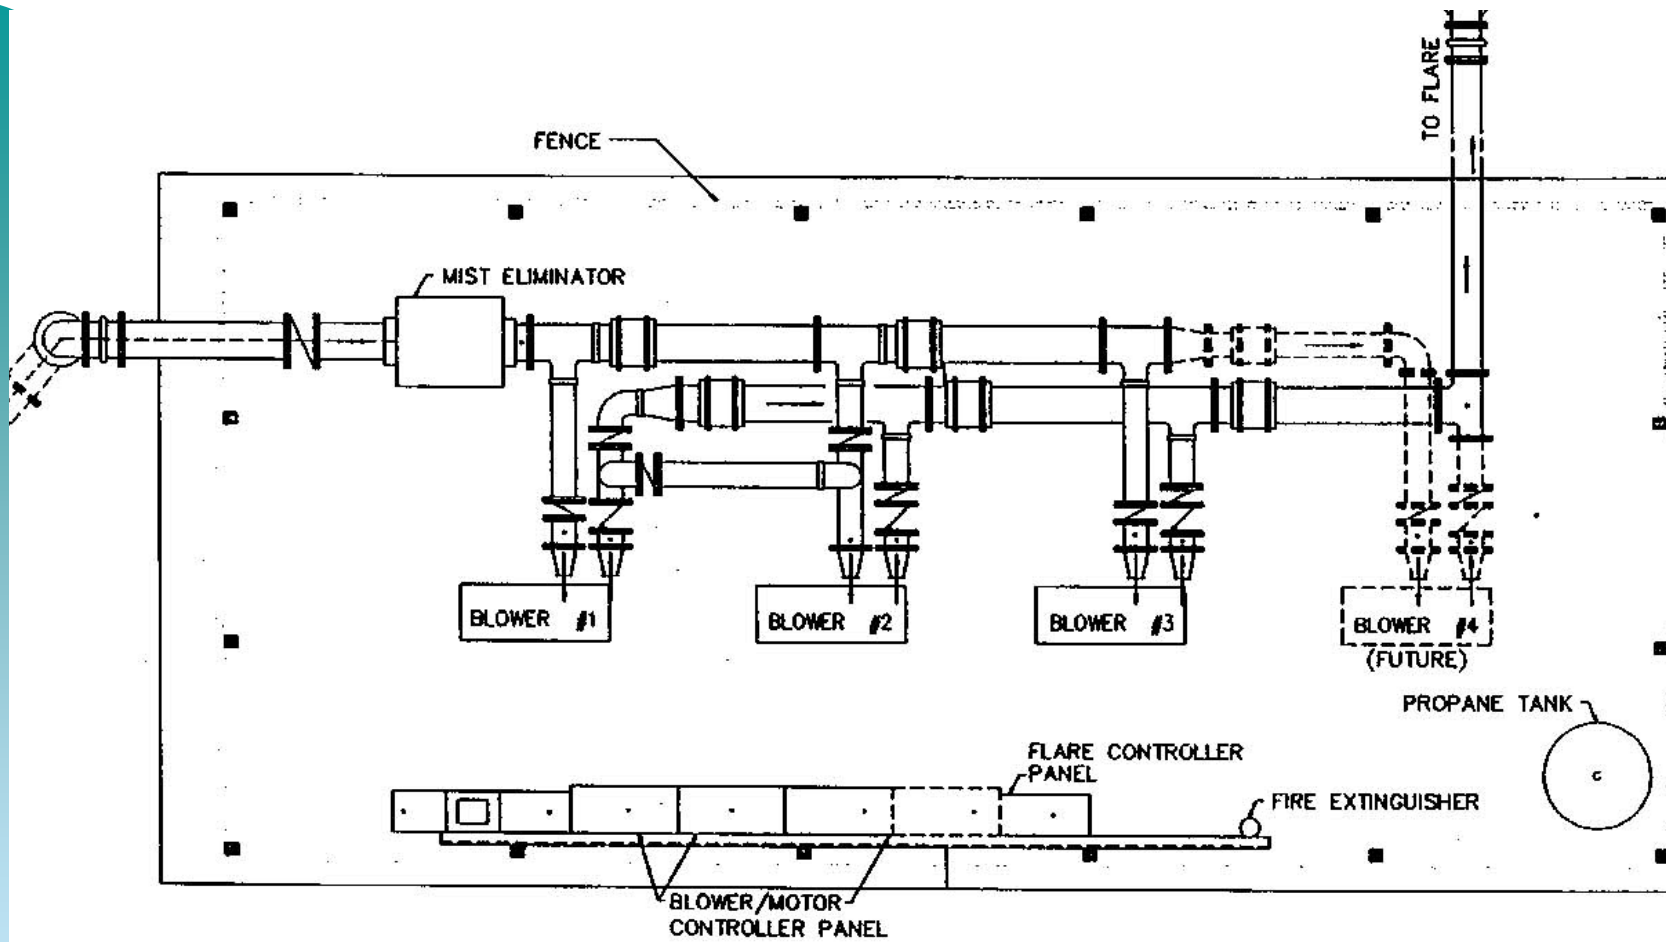 TO FLARE
FENCE
MIST ELIMINATOR
BLOWER #1
BLOWER #2
BLOWER #3
BLOWER #4
(FUTURE)
PROPANE TANK
FLARE CONTROLLER
PANEL
FIRE EXTINGUISHER
C
BLOWER/MOTOR
CONTROLLER PANEL